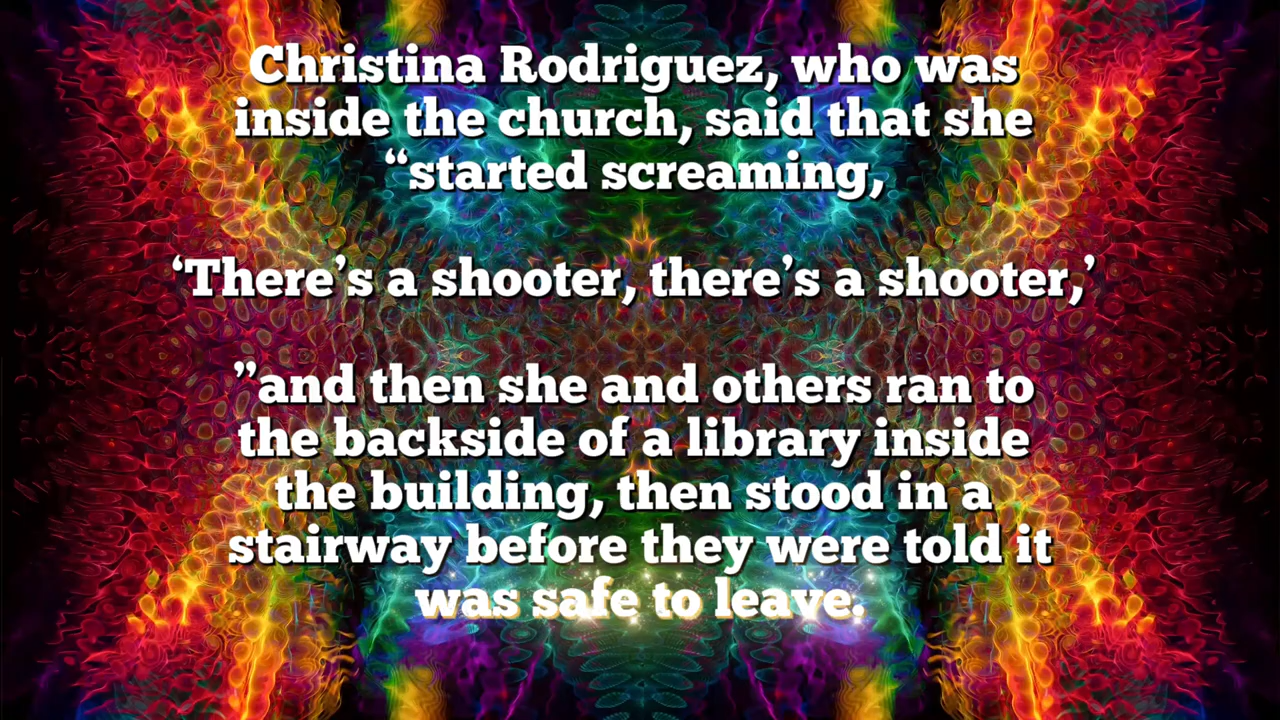 Christina Rodriguez, who was
inside the church, said that she
“started screaming,
‘There’s a shooter, there’s a shooter,’
”and then she and others ran to
the backside of a library inside
the building, then stood in a
stairway before they were told it
was safe to leave.